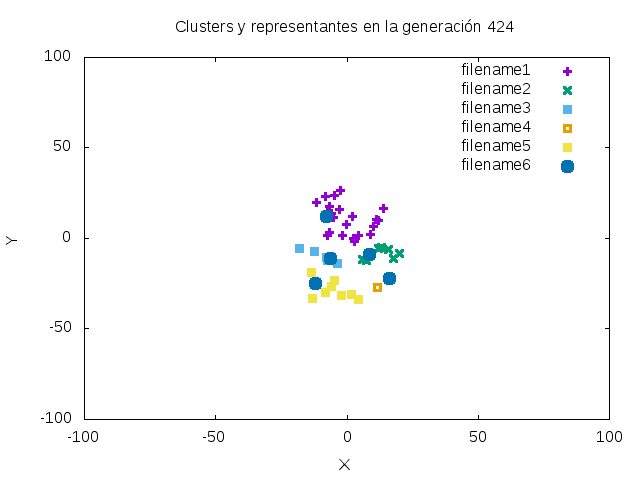 Clusters y representantes en la generación 424
100
50
0
-50
-100
-100
-50
0
50
100
Y
X
filename1
filename2
filename3
filename4
filename5
filename6